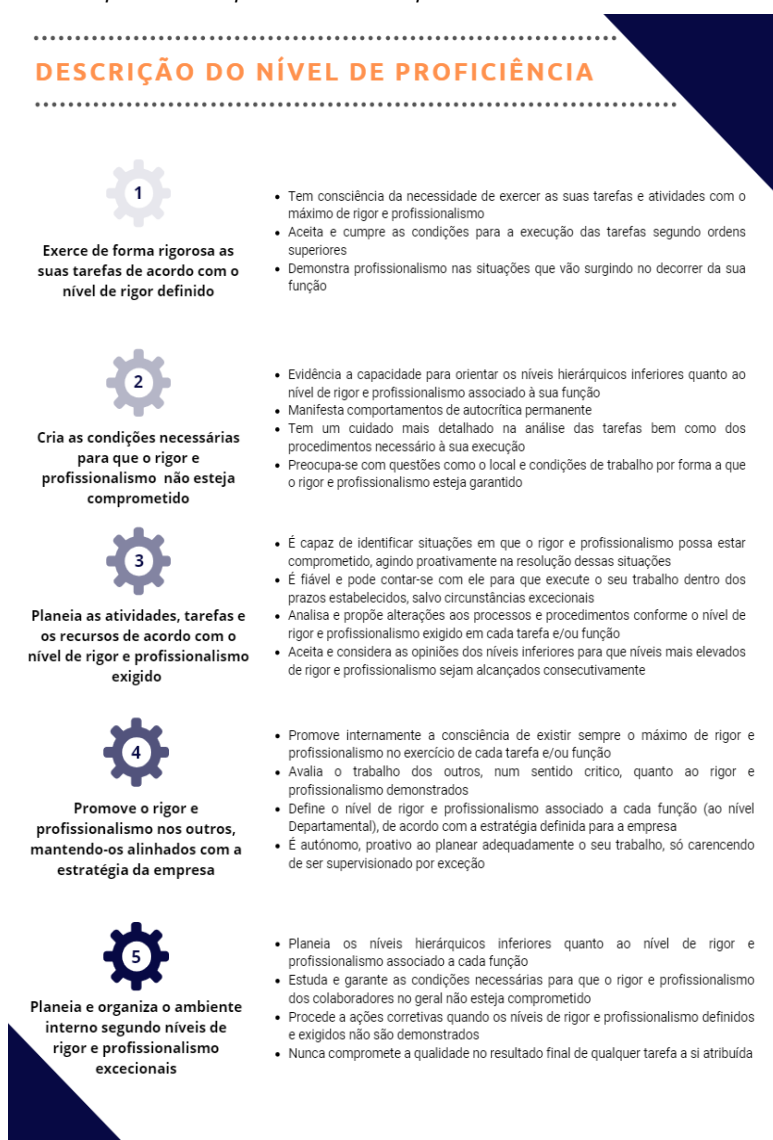 DESCRIÇÃO DO NÍVEL DE PROFICIÊNCIA
1
Exerce de forma rigorosa as
suas tarefas de acordo com o
nível de rigor definido
• Tem consciência da necessidade de exercer as suas tarefas e atividades com o
máximo de rigor e profissionalismo
• Aceita e cumpre as condições para a execução das tarefas segundo ordens
superiores
• Demonstra profissionalismo nas situações que vão surgindo no decorrer da sua
função
2
Cria as condições necessárias
para que o rigor e
profissionalismo não esteja
comprometido
• Evidência a capacidade para orientar os níveis hierárquicos inferiores quanto ao
nível de rigor e profissionalismo associado à sua função
• Manifesta comportamentos de autocrítica permanente
• Tem um cuidado mais detalhado na análise das tarefas bem como dos
procedimentos necessário à sua execução
• Preocupa-se com questões como o local e condições de trabalho por forma a que
o rigor e profissionalismo esteja garantido
3
Planeia as atividades, tarefas e
os recursos de acordo com o
nível de rigor e profissionalismo
exigido
• É capaz de identificar situações em que o rigor e profissionalismo possa estar
comprometido, agindo proativamente na resolução dessas situações
• É fiável e pode contar-se com ele para que execute o seu trabalho dentro dos
prazos estabelecidos, salvo circunstâncias excecionais
• Analisa e propõe alterações aos processos e procedimentos conforme o nível de
rigor e profissionalismo exigido em cada tarefa e/ou função
• Aceita e considera as opiniões dos níveis inferiores para que níveis mais elevados
de rigor e profissionalismo sejam alcançados consecutivamente
4
Promove o rigor e
profissionalismo nos outros,
mantendo-os alinhados com a
estratégia da empresa
• Promove internamente a consciência de existir sempre o máximo de rigor e
profissionalismo no exercício de cada tarefa e/ou função
• Avalia o trabalho dos outros, num sentido critico, quanto ao rigor e
profissionalismo demonstrados
• Define o nível de rigor e profissionalismo associado a cada função (ao nível
Departamental), de acordo com a estratégia definida para a empresa
• É autónomo, proativo ao planear adequadamente o seu trabalho, só carencendo
de ser supervisionado por exceção
5
Planeia e organiza o ambiente
interno segundo níveis de
rigor e profissionalismo
excecionais
• Planeia os níveis hierárquicos inferiores quanto ao nível de rigor e
profissionalismo associado a cada função
• Estuda e garante as condições necessárias para que o rigor e profissionalismo
dos colaboradores no geral não esteja comprometido
• Procede a ações corretivas quando os níveis de rigor e profissionalismo definidos
e exigidos não são demonstrados
• Nunca compromete a qualidade no resultado final de qualquer tarefa a si atribuída